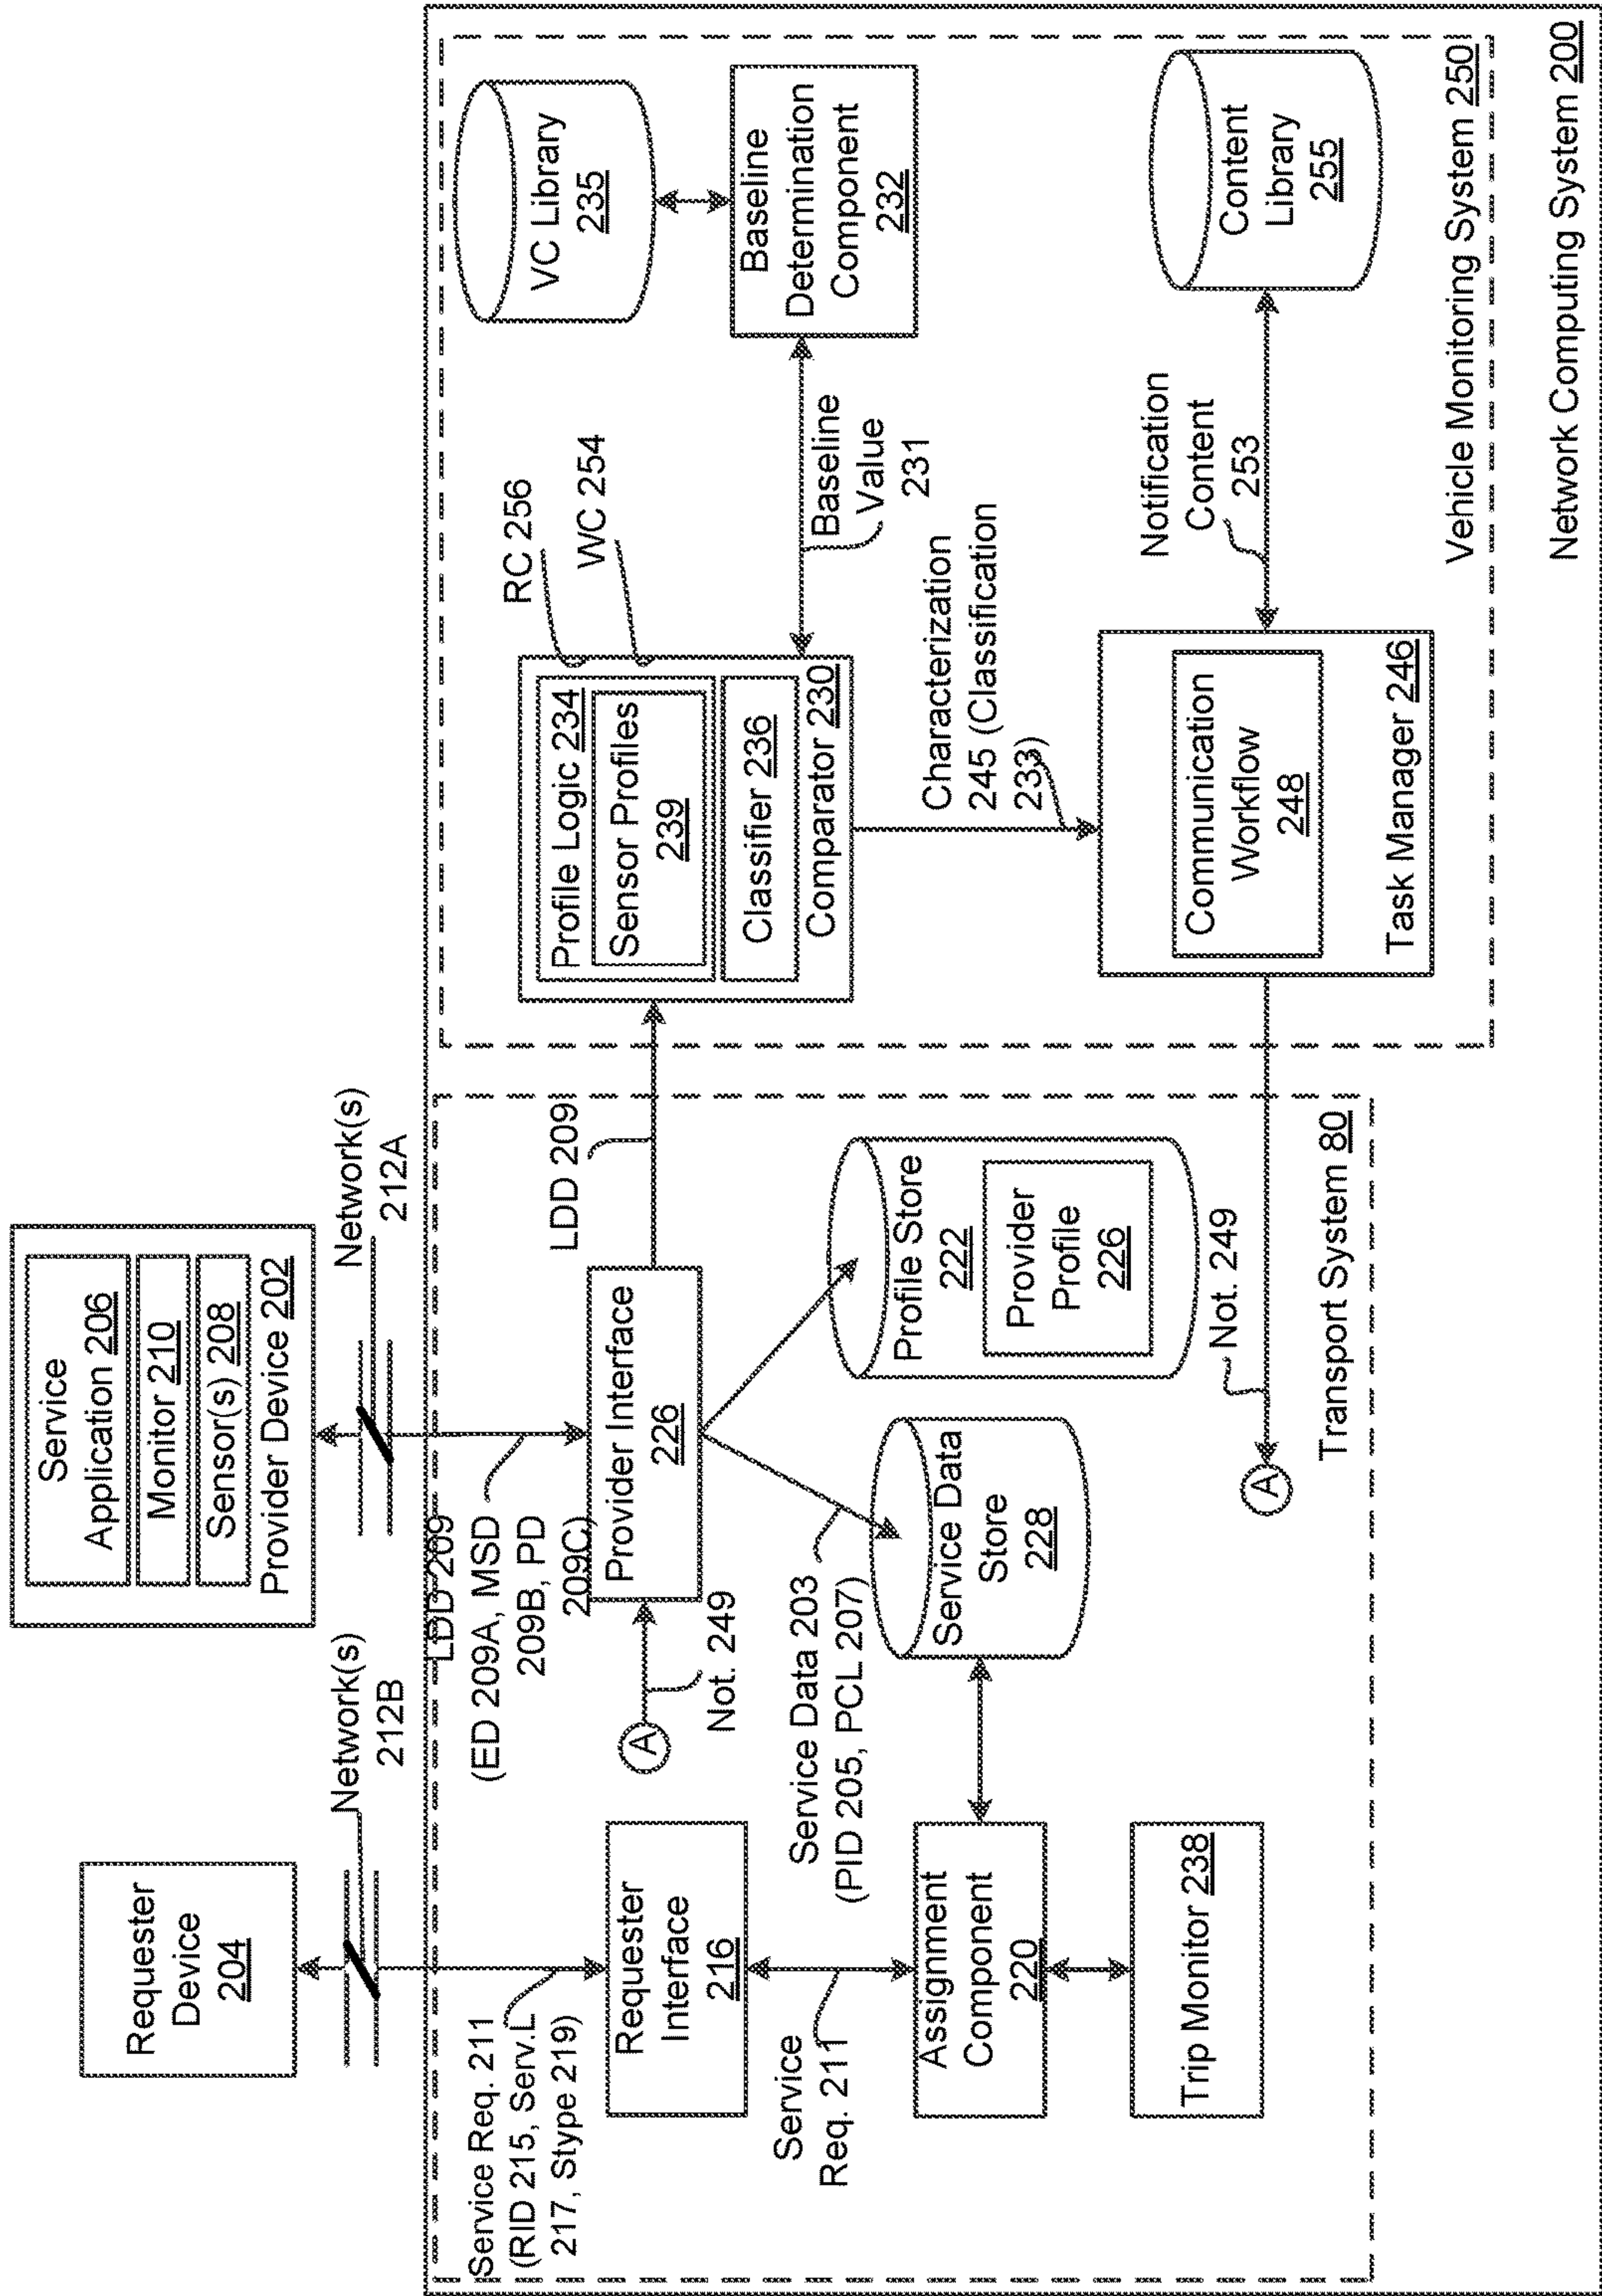 Requester
Device
204
Service
Application 206
Monitor 210
Sensor(s) 208
Provider Device 202
Network(s)
212B
Network(s)
212A
Service Req. 211
(RID 215, Serv.L
217, Stype 219)
LDD 209
(ED 209A, MSD
209B, PD
209C)
LDD 209
Requester
Interface
216
A
Not. 249
Provider Interface
226
Service
Req. 211
Service Data 203
(PID 205, PCL 207)
Assignment
Component
220
Service Data
Store
228
Profile Store
222
Provider
Profile
226
Trip Monitor 238
A
Not. 249
Transport System 80
Profile Logic 234
Sensor Profiles
239
Classifier 236
Comparator 230
RC 256
WC 254
VC Library
235
Baseline
Determination
Component
232
Baseline
Value
231
Characterization
245 (Classification
233)
Communication
Workflow
248
Task Manager 246
Notification
Content
253
Content
Library
255
Vehicle Monitoring System 250
Network Computing System 200